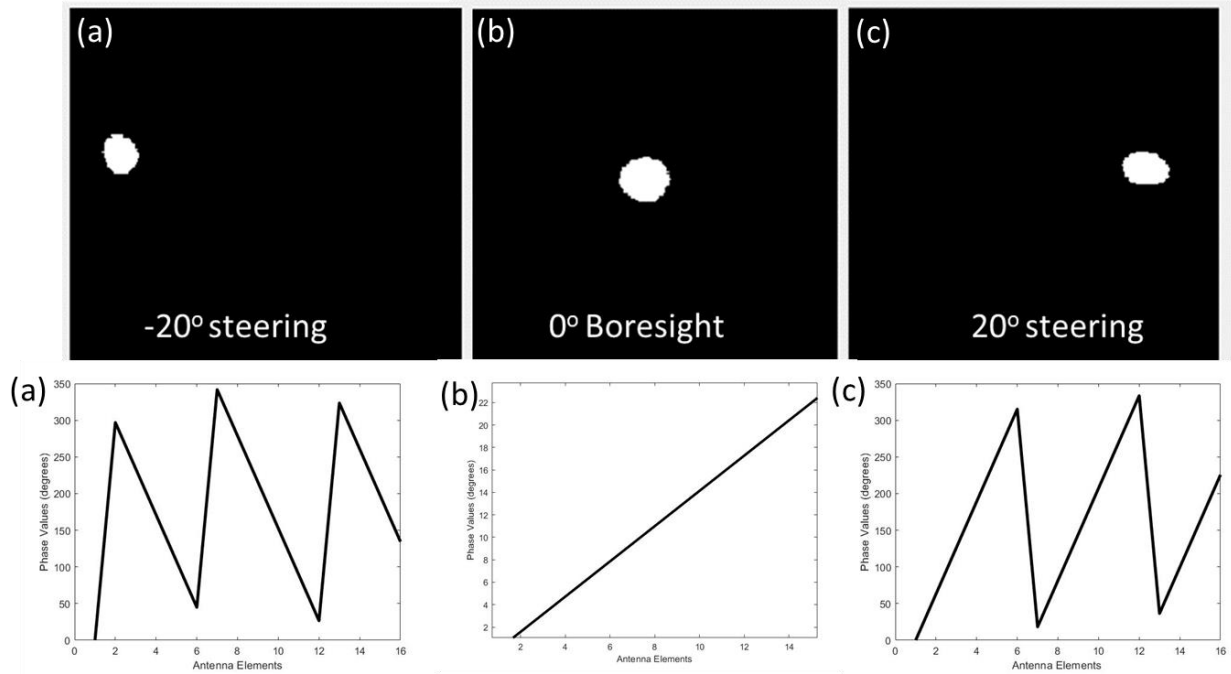 (a)
(b)
(c)
-20° steering
0° Boresight
20° steering
(a)
350
300
250
200
150
100
50
0
Phase Values (degrees)
0 2 4 6 8 10 12 14 16
Antenna Elements
(b)
22
20
18
16
14
12
10
8
6
4
2
Phase Values (degrees)
2 4 6 8 10 12 14
Antenna Elements
(c)
350
300
250
200
150
100
50
0
Phase Values (degrees)
0 2 4 6 8 10 12 14 16
Antenna Elements